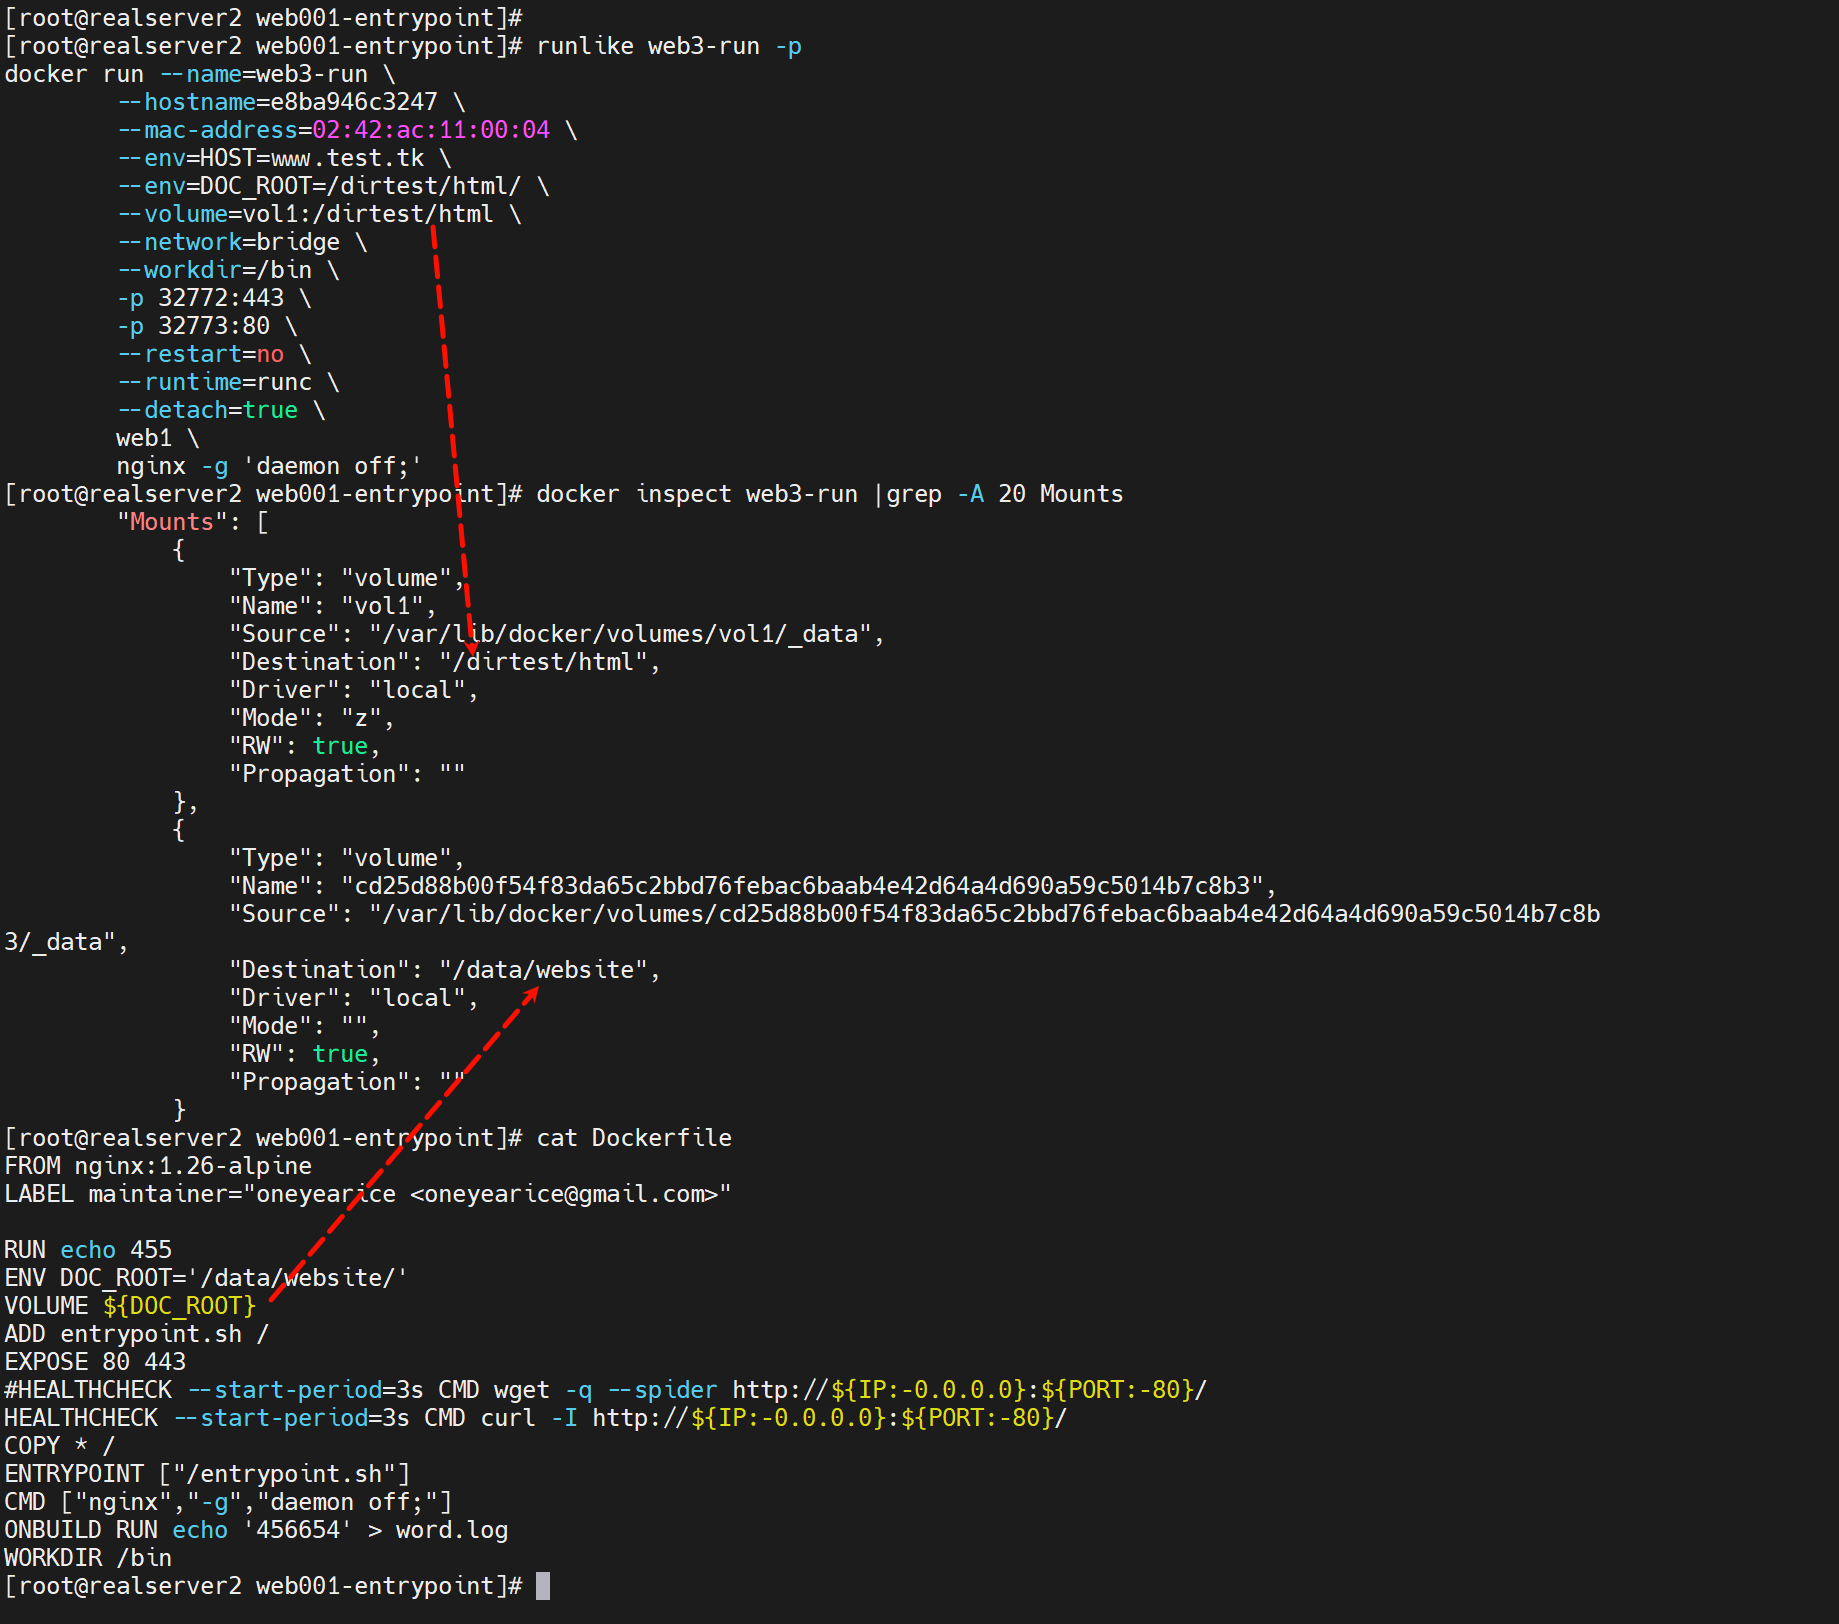 [root@realserver2 web001-entrypoint]#
[root@realserver2 web001-entrypoint]# runlike web3-run -p
docker run --name=web3-run \
        --hostname=e8ba946c3247 \
        --mac-address=02:42:ac:11:00:04 \
        --env=HOST=www.test.tk \
        --env=DOC_ROOT=/dirtest/html/ \
        --volume=vol1:/dirtest/html \
        --network=bridge \
        --workdir=/bin \
        -p 32772:443 \
        -p 32773:80 \
        --restart=no \
        --runtime=runc \
        --detach=true \
        web1 \
        nginx -g 'daemon off;'
[root@realserver2 web001-entrypoint]# docker inspect web3-run |grep -A 20 Mounts
        "Mounts": [
            {
                "Type": "volume",
                "Name": "vol1",
                "Source": "/var/lib/docker/volumes/vol1/_data",
                "Destination": "/dirtest/html",
                "Driver": "local",
                "Mode": "z",
                "RW": true,
                "Propagation": ""
            },
            {
                "Type": "volume",
                "Name": "cd25d88b00f54f83da65c2bbd76febac6baab4e42d64a4d690a59c5014b7c8b3",
                "Source": "/var/lib/docker/volumes/cd25d88b00f54f83da65c2bbd76febac6baab4e42d64a4d690a59c5014b7c8b
3/_data",
                "Destination": "/data/website",
                "Driver": "local",
                "Mode": "",
                "RW": true,
                "Propagation": ""
            }
[root@realserver2 web001-entrypoint]# cat Dockerfile
FROM nginx:1.26-alpine
LABEL maintainer="oneyearice <oneyearice@gmail.com>"

RUN echo 455
ENV DOC_ROOT='/data/website/'
VOLUME ${DOC_ROOT}
ADD entrypoint.sh /
EXPOSE 80 443
#HEALTHCHECK --start-period=3s CMD wget -q --spider http://${IP:-0.0.0.0}:${PORT:-80}/
HEALTHCHECK --start-period=3s CMD curl -I http://${IP:-0.0.0.0}:${PORT:-80}/
COPY * /
ENTRYPOINT ["/entrypoint.sh"]
CMD ["nginx","-g","daemon off;"]
ONBUILD RUN echo '456654' > word.log
WORKDIR /bin
[root@realserver2 web001-entrypoint]#